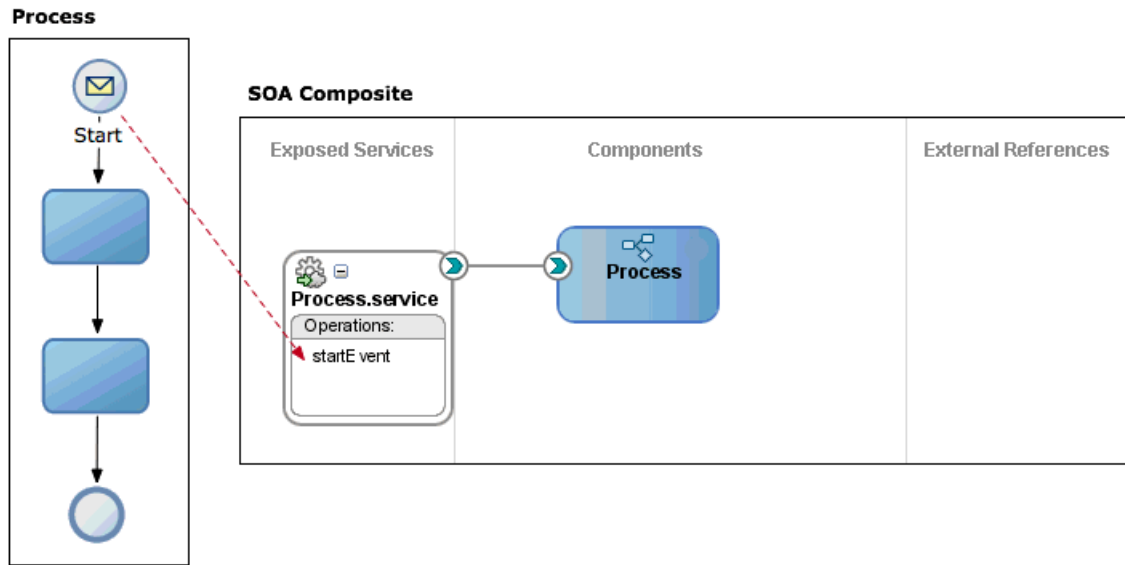 Process
Start
SOA Composite
Exposed Services
Components
External References
Process.service
Operations:
startE vent
Process